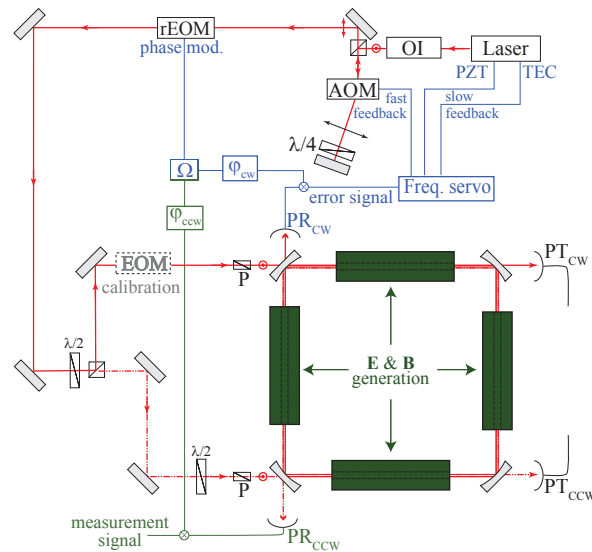 rEOM
phase mod.
OI
Laser
PZT
TEC
AOM
fast
feedback
slow
feedback
λ/4
Ω
φcw
Freq. servo
error signal
φccw
PRCW
EOM
calibration
P
PTCW
λ/2
E & B
generation
λ/2
P
PTCCW
measurement
signal
PRCCW